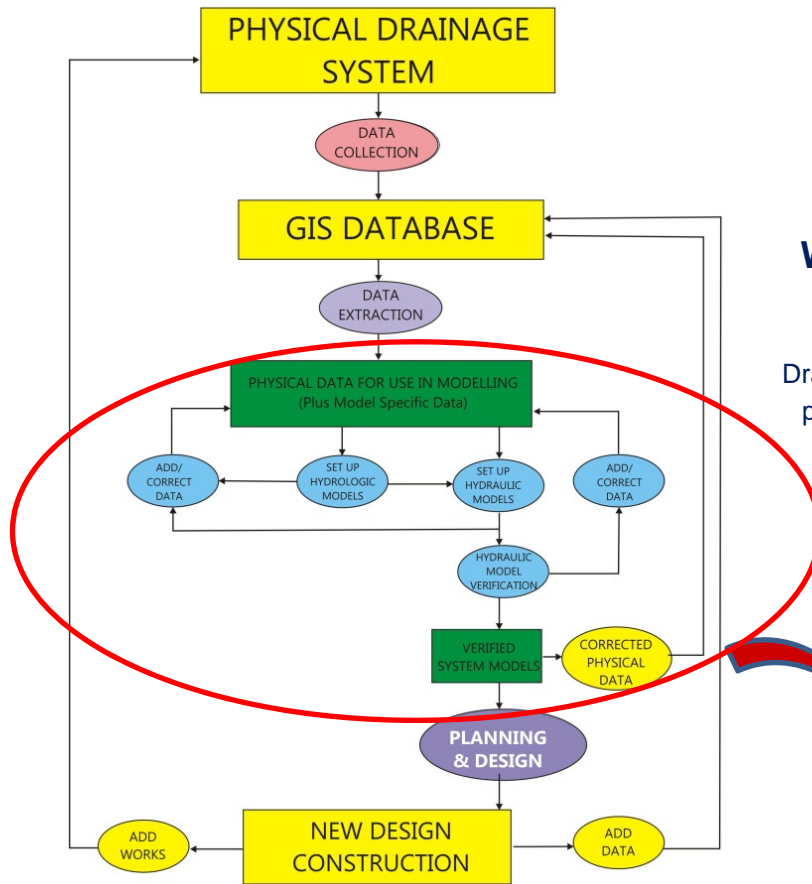 PHYSICAL DRAINAGE
SYSTEM
DATA
COLLECTION
GIS DATABASE
DATA
EXTRACTION
PHYSICAL DATA FOR USE IN MODELLING
(Plus Model Specific Data)
ADD/
CORRECT
DATA
SET UP
HYDROLOGIC
MODELS
SET UP
HYDRAULIC
MODELS
ADD/
CORRECT
DATA
HYDRAULIC
MODEL
VERIFICATION
VERIFIED
SYSTEM MODELS
CORRECTED
PHYSICAL
DATA
PLANNING
& DESIGN
ADD
WORKS
NEW DESIGN
CONSTRUCTION
ADD
DATA